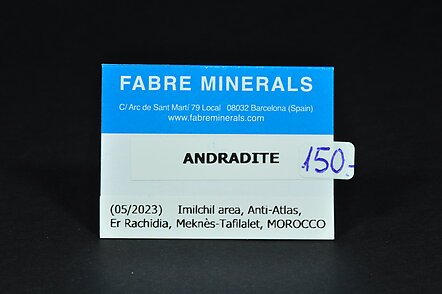 FABRE MINERALS
C/ Arc de Sant Martí 79 Local   08032 Barcelona (Spain)
www.fabreminerals.com
ANDRADITE
150.-
(05/2023)   Imilchil area, Anti-Atlas,
Er Rachidia, Meknès-Tafilalet, MOROCCO